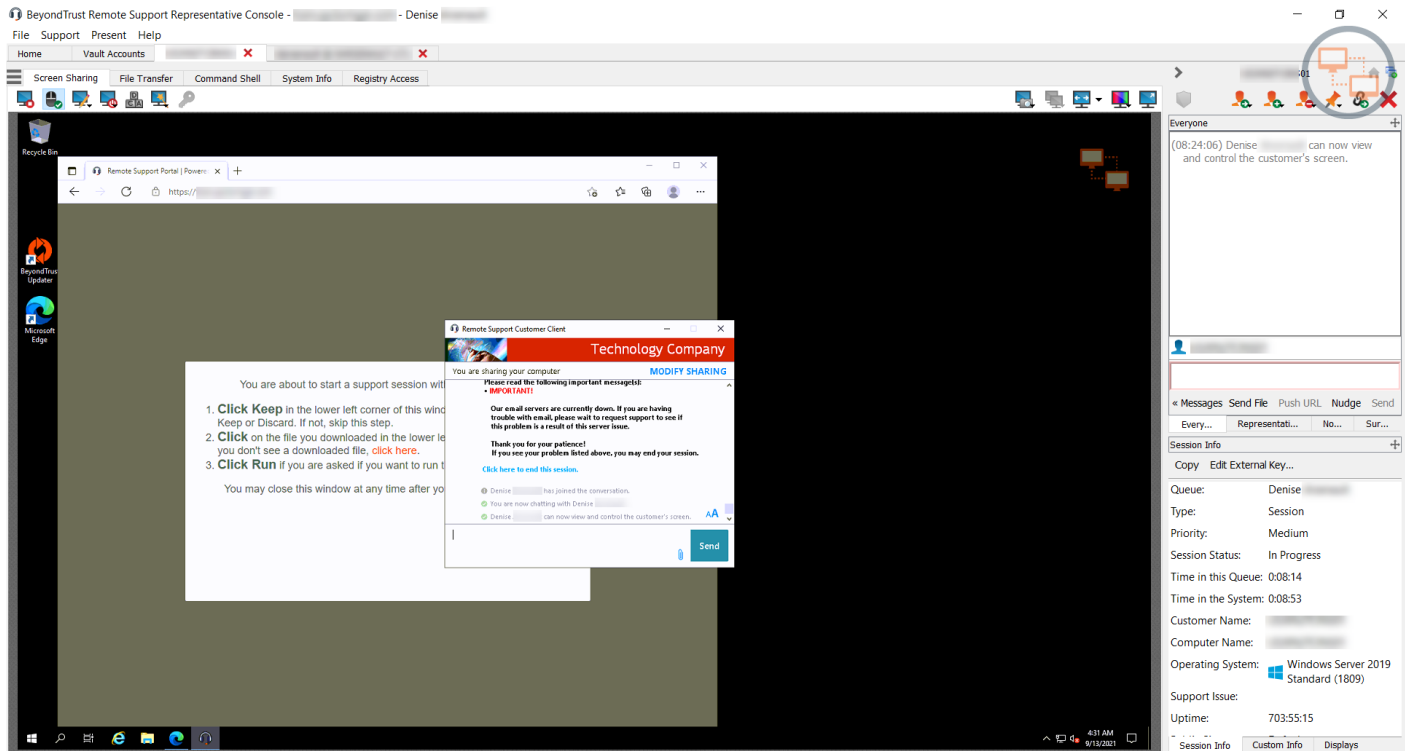 BeyondTrust Remote Support Representative Console - - Denise
File Support Present Help
Home Vault Accounts
Screen Sharing File Transfer Command Shell System Info Registry Access
01
Recycle Bin
Remote Support Portal | Powere
https://
BeyondTrus
Updater
Microsoft
Edge
You are about to start a support session wit
1. Click Keep in the lower left corner of this wind
Keep or Discard. If not, skip this step.
2. Click on the file you downloaded in the lower le
you don't see a downloaded file, click here.
3. Click Run if you are asked if you want to run t
You may close this window at any time after yo
Remote Support Customer Client
Technology Company
You are sharing your computer MODIFY SHARING
Please read the following important message(s):
• IMPORTANT!
Our email servers are currently down. If you are having
trouble with email, please wait to request support to see if
this problem is a result of this server issue.
Thank you for your patience!
If you see your problem listed above, you may end your session.
Click here to end this session.
Denise has joined the conversation.
You are now chatting with Denise
Denise can now view and control the customer's screen.
AA
Send
4:31 AM
9/13/2021
Everyone
(08:24:06) Denise can now view
and control the customer's screen.
« Messages Send File Push URL Nudge Send
Every... Representati... No... Sur...
Session Info
Copy Edit External Key...
Queue: Denise
Type: Session
Priority: Medium
Session Status: In Progress
Time in this Queue: 0:08:14
Time in the System: 0:08:53
Customer Name:
Computer Name:
Operating System: Windows Server 2019
Standard (1809)
Support Issue:
Uptime: 703:55:15
Session Info Custom Info Displays